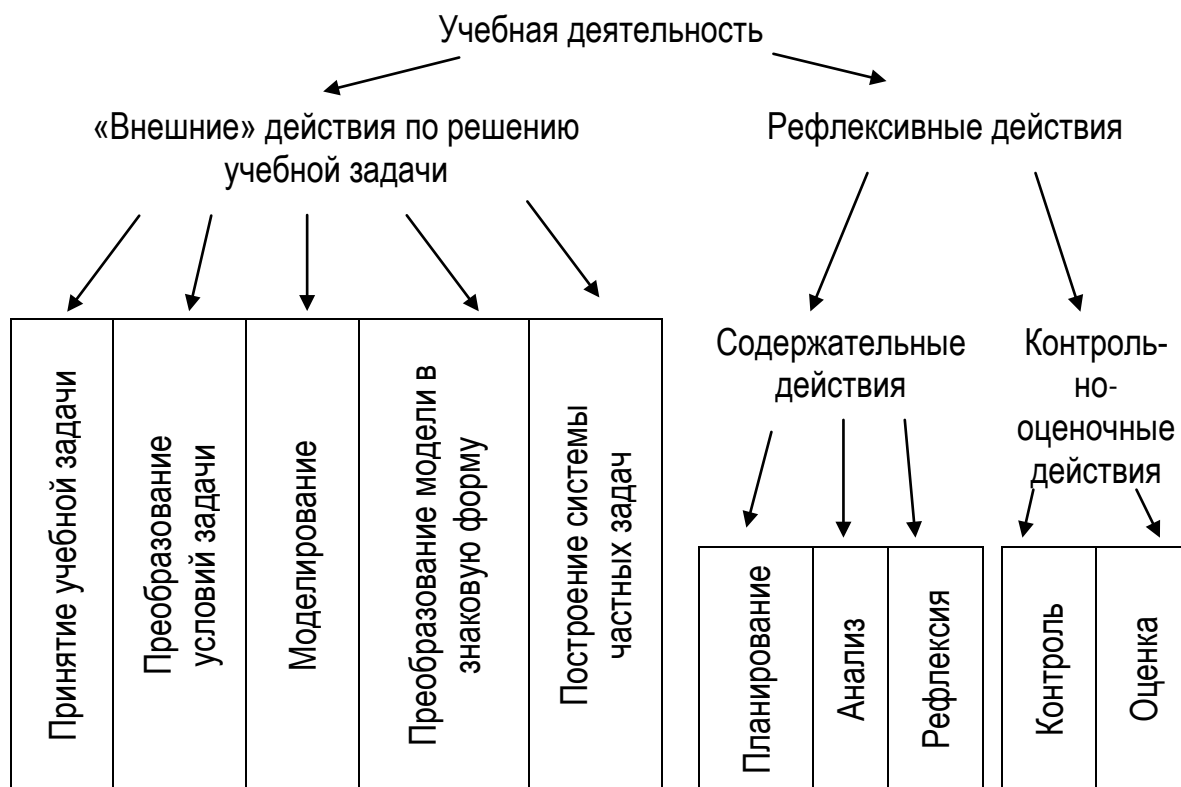 Учебная деятельность
«Внешние» действия по решению
учебной задачи
Рефлексивные действия
Содержательные
действия
Контроль-
но-
оценочные
действия
Принятие учебной задачи
Преобразование
условий задачи
Моделирование
Преобразование модели в
знаковую форму
Построение системы
частных задач
Планирование
Анализ
Рефлексия
Контроль
Оценка